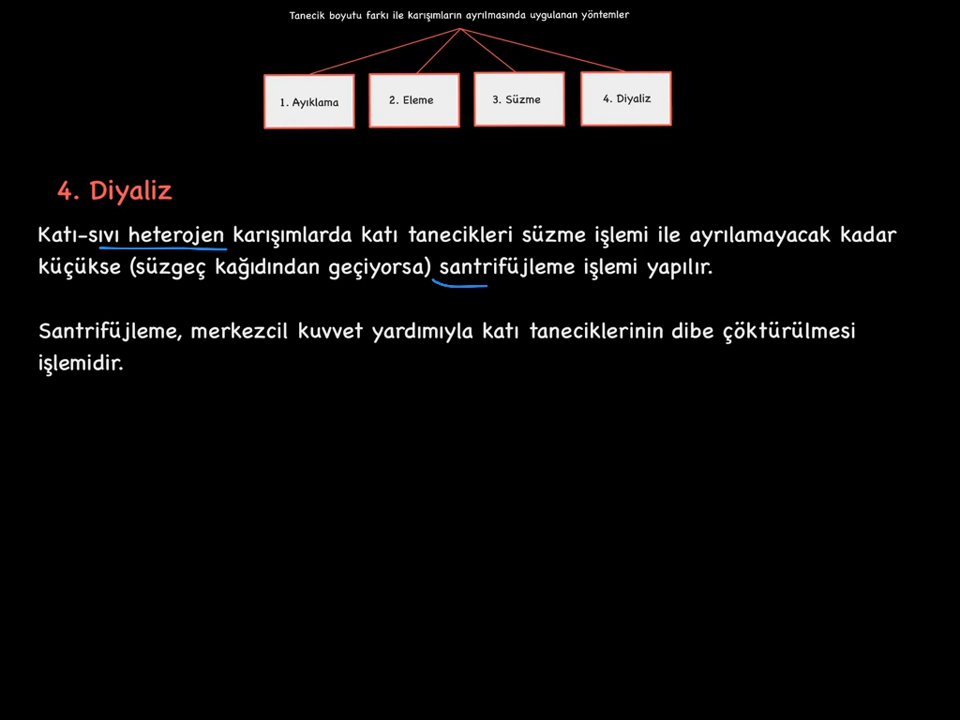 Tanecik boyutu farkı ile karışımların ayrılmasında uygulanan yöntemler
1. Ayıklama
2. Eleme
3. Süzme
4. Diyaliz
4. Diyaliz
Katı-sıvı heterojen karışımlarda katı tanecikleri süzme işlemi ile ayrılamayacak kadar
küçükse (süzgeç kağıdından geçiyorsa) santrifüjleme işlemi yapılır.
Santrifüjleme, merkezcil kuvvet yardımıyla katı taneciklerinin dibe çöktürülmesi
işlemidir.